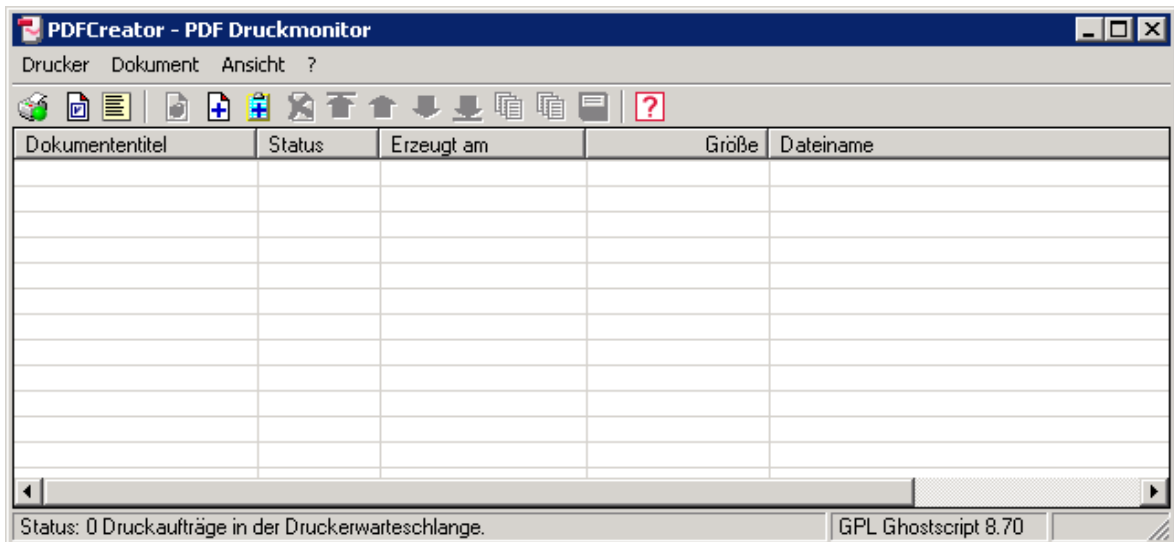 PDFCreator - PDF Druckmonitor
Drucker Dokument Ansicht ?
Dokumententitel Status Erzeugt am Größe Dateiname
Status: 0 Druckaufträge in der Druckerwarteschlange. GPL Ghostscript 8.70